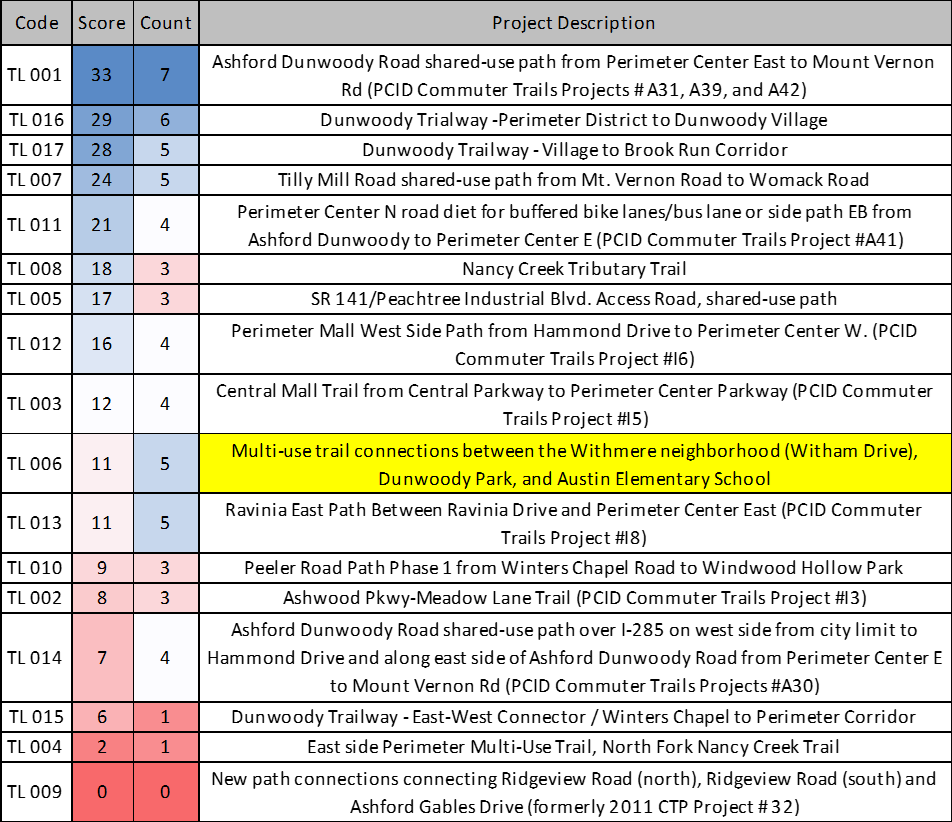 Code Score Count Project Description
TL 001 33 7 Ashford Dunwoody Road shared-use path from Perimeter Center East to Mount Vernon
Rd (PCID Commuter Trails Projects # A31, A39, and A42)
TL 016 29 6 Dunwoody Trialway -Perimeter District to Dunwoody Village
TL 017 28 5 Dunwoody Trailway - Village to Brook Run Corridor
TL 007 24 5 Tilly Mill Road shared-use path from Mt. Vernon Road to Womack Road
TL 011 21 4 Perimeter Center N road diet for buffered bike lanes/bus lane or side path EB from
Ashford Dunwoody to Perimeter Center E (PCID Commuter Trails Project #A41)
TL 008 18 3 Nancy Creek Tributary Trail
TL 005 17 3 SR 141/Peachtree Industrial Blvd. Access Road, shared-use path
TL 012 16 4 Perimeter Mall West Side Path from Hammond Drive to Perimeter Center W. (PCID
Commuter Trails Project #I6)
TL 003 12 4 Central Mall Trail from Central Parkway to Perimeter Center Parkway (PCID Commuter
Trails Project #I5)
TL 006 11 5 Multi-use trail connections between the Withmere neighborhood (Witham Drive),
Dunwoody Park, and Austin Elementary School
TL 013 11 5 Ravinia East Path Between Ravinia Drive and Perimeter Center East (PCID Commuter
Trails Project #I8)
TL 010 9 3 Peeler Road Path Phase 1 from Winters Chapel Road to Windwood Hollow Park
TL 002 8 3 Ashwood Pkwy-Meadow Lane Trail (PCID Commuter Trails Project #I3)
TL 014 7 4 Ashford Dunwoody Road shared-use path over I-285 on west side from city limit to
Hammond Drive and along east side of Ashford Dunwoody Road from Perimeter Center E
to Mount Vernon Rd (PCID Commuter Trails Projects #A30)
TL 015 6 1 Dunwoody Trailway - East-West Connector / Winters Chapel to Perimeter Corridor
TL 004 2 1 East side Perimeter Multi-Use Trail, North Fork Nancy Creek Trail
TL 009 0 0 New path connections connecting Ridgeview Road (north), Ridgeview Road (south) and
Ashford Gables Drive (formerly 2011 CTP Project # 32)